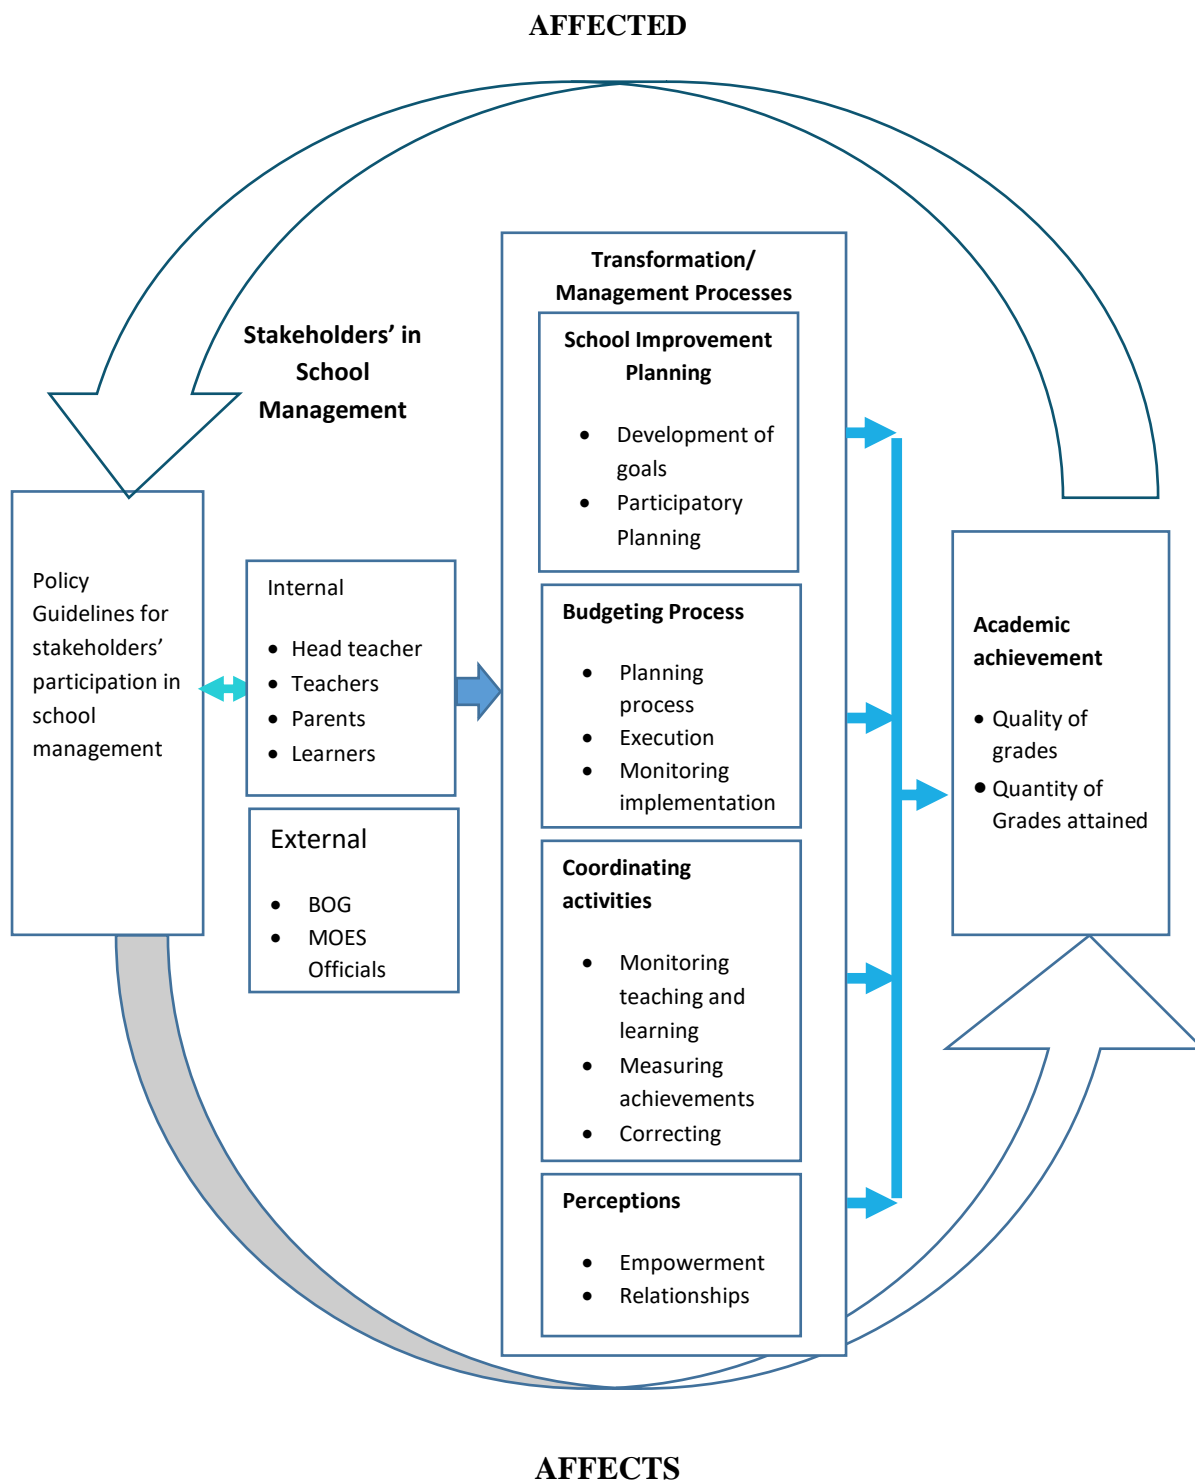 AFFECTED
Stakeholders’ in
School
Management
Policy
Guidelines for
stakeholders’
participation in
school
management
Internal
• Head teacher
• Teachers
• Parents
• Learners
External
• BOG
• MOES
Officials
Transformation/
Management Processes
School Improvement
Planning
• Development of
goals
• Participatory
Planning
Budgeting Process
• Planning
process
• Execution
• Monitoring
implementation
Coordinating
activities
• Monitoring
teaching and
learning
• Measuring
achievements
• Correcting
Perceptions
• Empowerment
• Relationships
Academic
achievement
• Quality of
grades
• Quantity of
Grades attained
AFFECTS